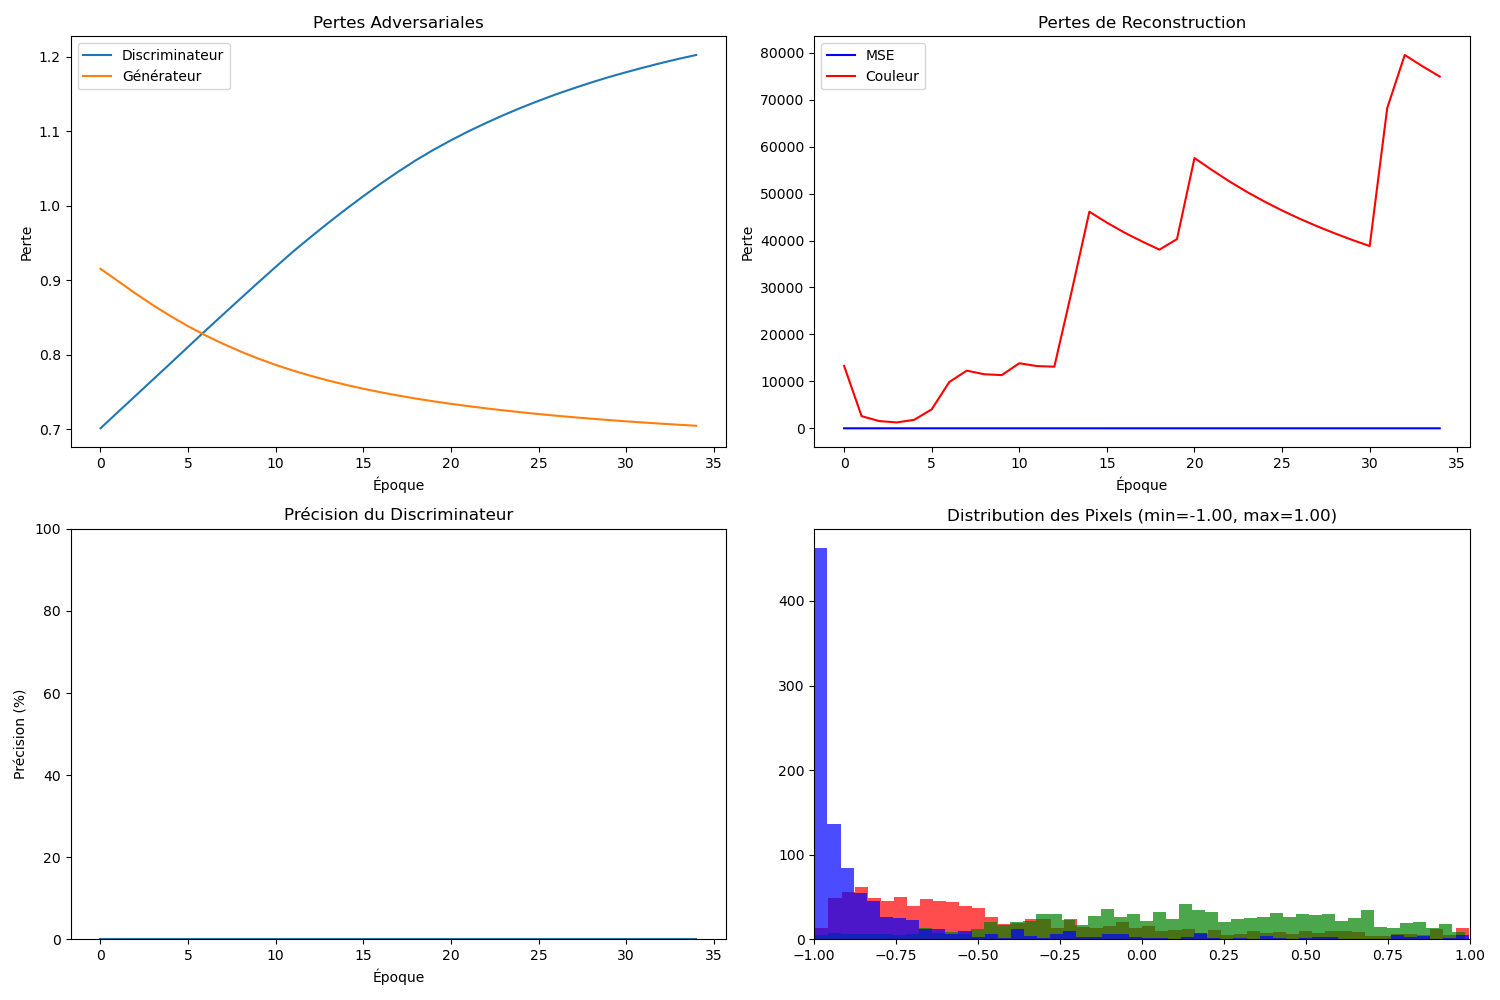 Pertes Adversariales
Discriminateur
Générateur
1.2
1.1
1.0
0.9
0.8
0.7
Perte
0 5 10 15 20 25 30 35
Époque
Pertes de Reconstruction
MSE
Couleur
80000
70000
60000
50000
40000
30000
20000
10000
0
Perte
0 5 10 15 20 25 30 35
Époque
Précision du Discriminateur
100
80
60
40
20
0
Précision (%)
0 5 10 15 20 25 30 35
Époque
Distribution des Pixels (min=-1.00, max=1.00)
400
300
200
100
0
−1.00 −0.75 −0.50 −0.25 0.00 0.25 0.50 0.75 1.00